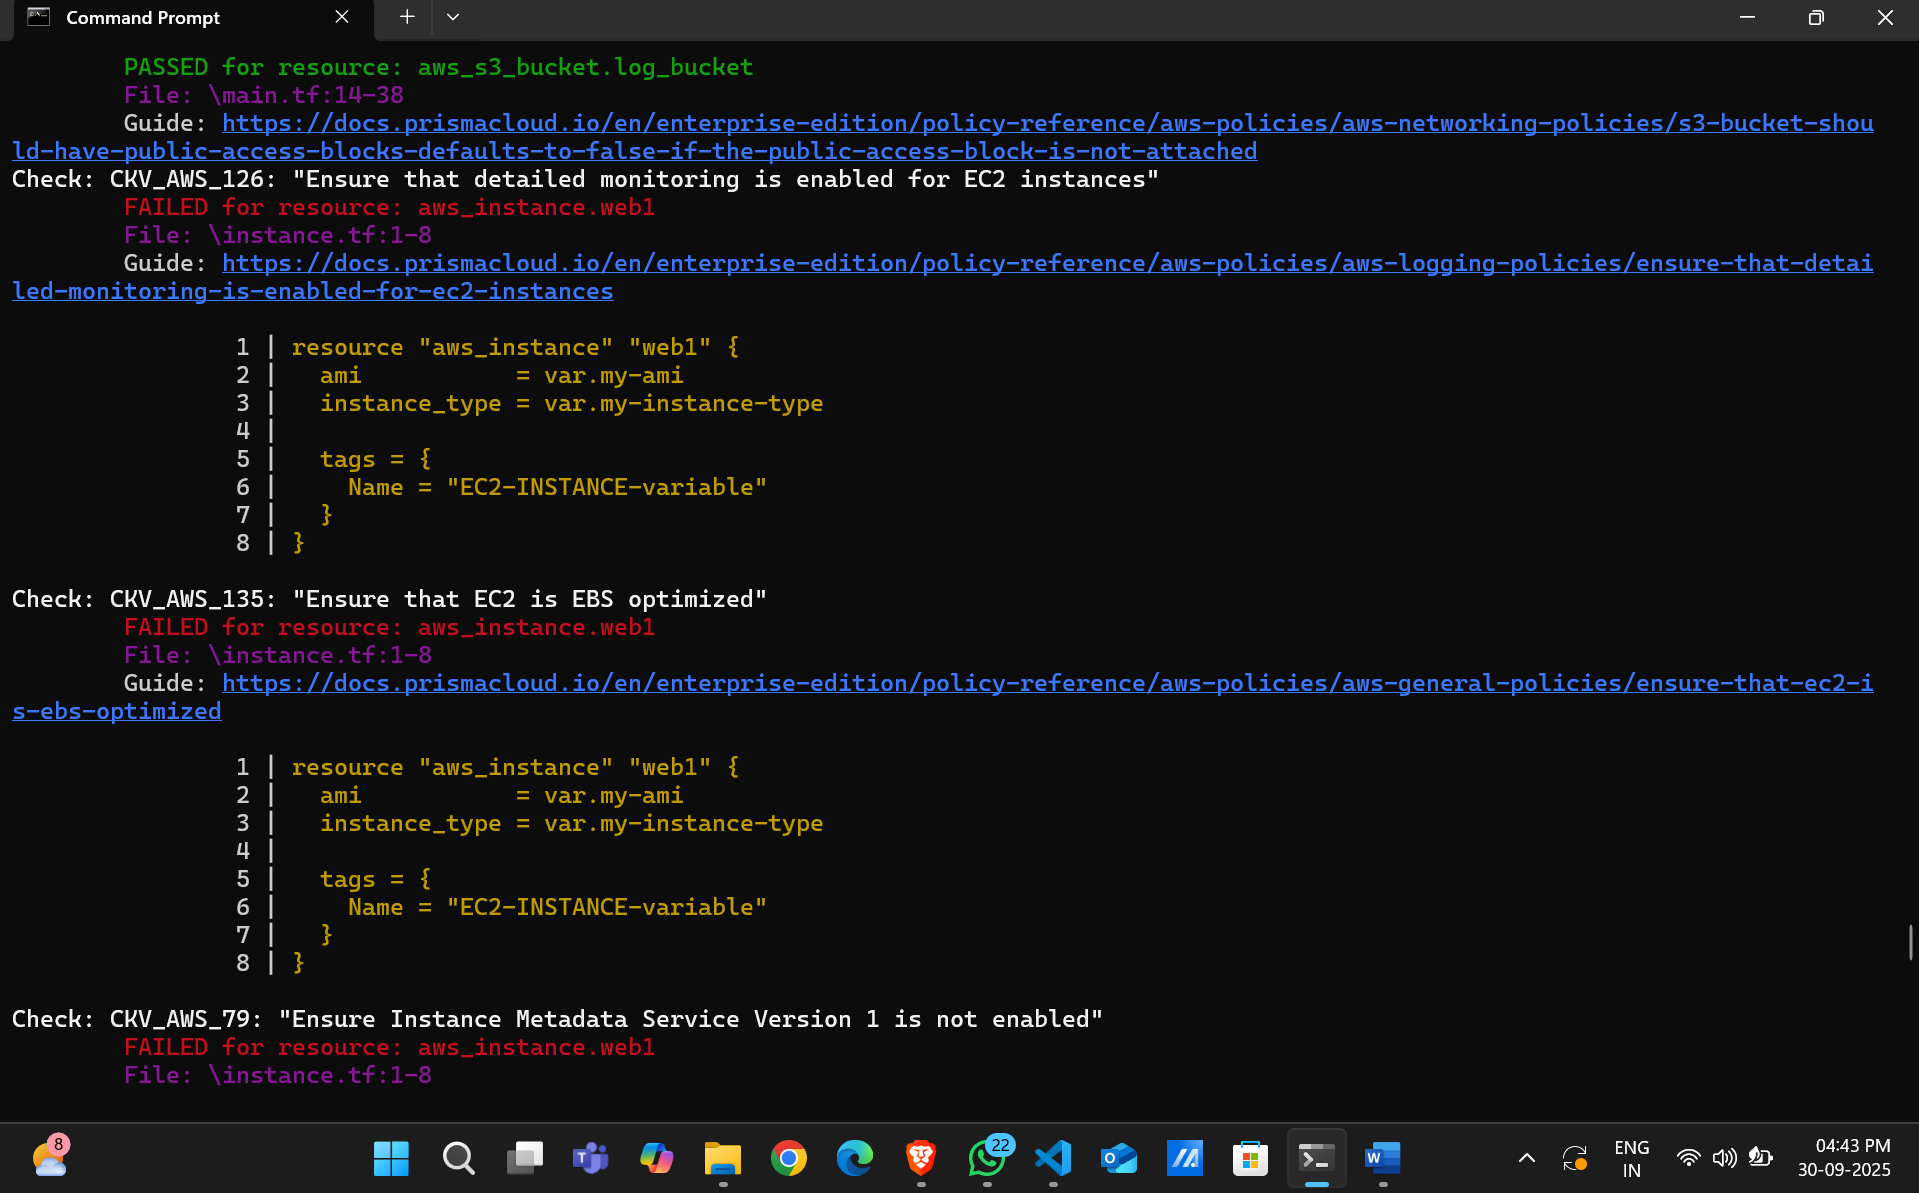 Command Prompt
PASSED for resource: aws_s3_bucket.log_bucket
File: \main.tf:14-38
Guide: https://docs.prismacloud.io/en/enterprise-edition/policy-reference/aws-policies/aws-networking-policies/s3-bucket-shou
ld-have-public-access-blocks-defaults-to-false-if-the-public-access-block-is-not-attached
Check: CKV_AWS_126: "Ensure that detailed monitoring is enabled for EC2 instances"
FAILED for resource: aws_instance.web1
File: \instance.tf:1-8
Guide: https://docs.prismacloud.io/en/enterprise-edition/policy-reference/aws-policies/aws-logging-policies/ensure-that-detai
led-monitoring-is-enabled-for-ec2-instances
1 | resource "aws_instance" "web1" {
2 |   ami           = var.my-ami
3 |   instance_type = var.my-instance-type
4 |
5 |   tags = {
6 |     Name = "EC2-INSTANCE-variable"
7 |   }
8 | }
Check: CKV_AWS_135: "Ensure that EC2 is EBS optimized"
FAILED for resource: aws_instance.web1
File: \instance.tf:1-8
Guide: https://docs.prismacloud.io/en/enterprise-edition/policy-reference/aws-policies/aws-general-policies/ensure-that-ec2-i
s-ebs-optimized
1 | resource "aws_instance" "web1" {
2 |   ami           = var.my-ami
3 |   instance_type = var.my-instance-type
4 |
5 |   tags = {
6 |     Name = "EC2-INSTANCE-variable"
7 |   }
8 | }
Check: CKV_AWS_79: "Ensure Instance Metadata Service Version 1 is not enabled"
FAILED for resource: aws_instance.web1
File: \instance.tf:1-8
8
22
ENG
IN
04:43 PM
30-09-2025